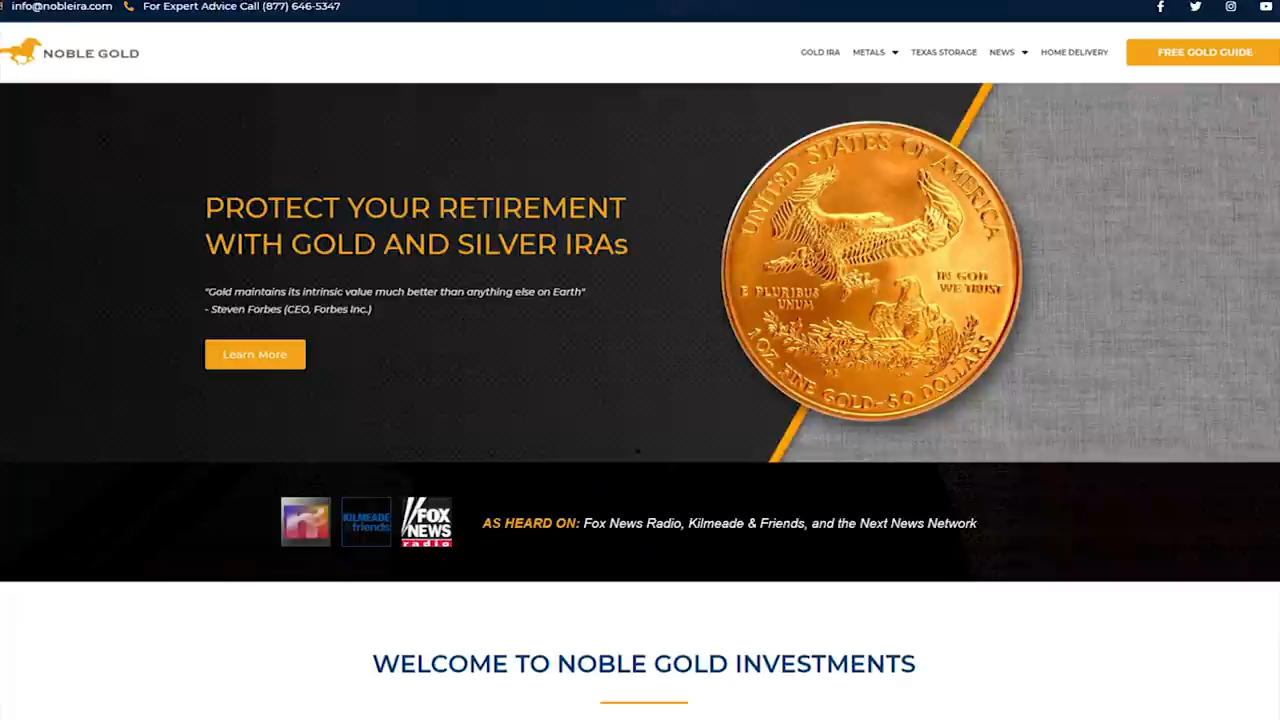 info@nobleira.com For Expert Advice Call (877) 646-5347
NOBLE GOLD
GOLD IRA METALS TEXAS STORAGE NEWS HOME DELIVERY FREE GOLD GUIDE
PROTECT YOUR RETIREMENT
WITH GOLD AND SILVER IRAs
"Gold maintains its intrinsic value much better than anything else on Earth"
- Steven Forbes (CEO, Forbes Inc.)
Learn More
UNITED STATES OF AMERICA
IN GOD
WE TRUST
E PLURIBUS
UNUM
1 OZ. FINE GOLD-50 DOLLARS
KILMEADE
friends
FOX
NEWS
radio
AS HEARD ON: Fox News Radio, Kilmeade & Friends, and the Next News Network
WELCOME TO NOBLE GOLD INVESTMENTS